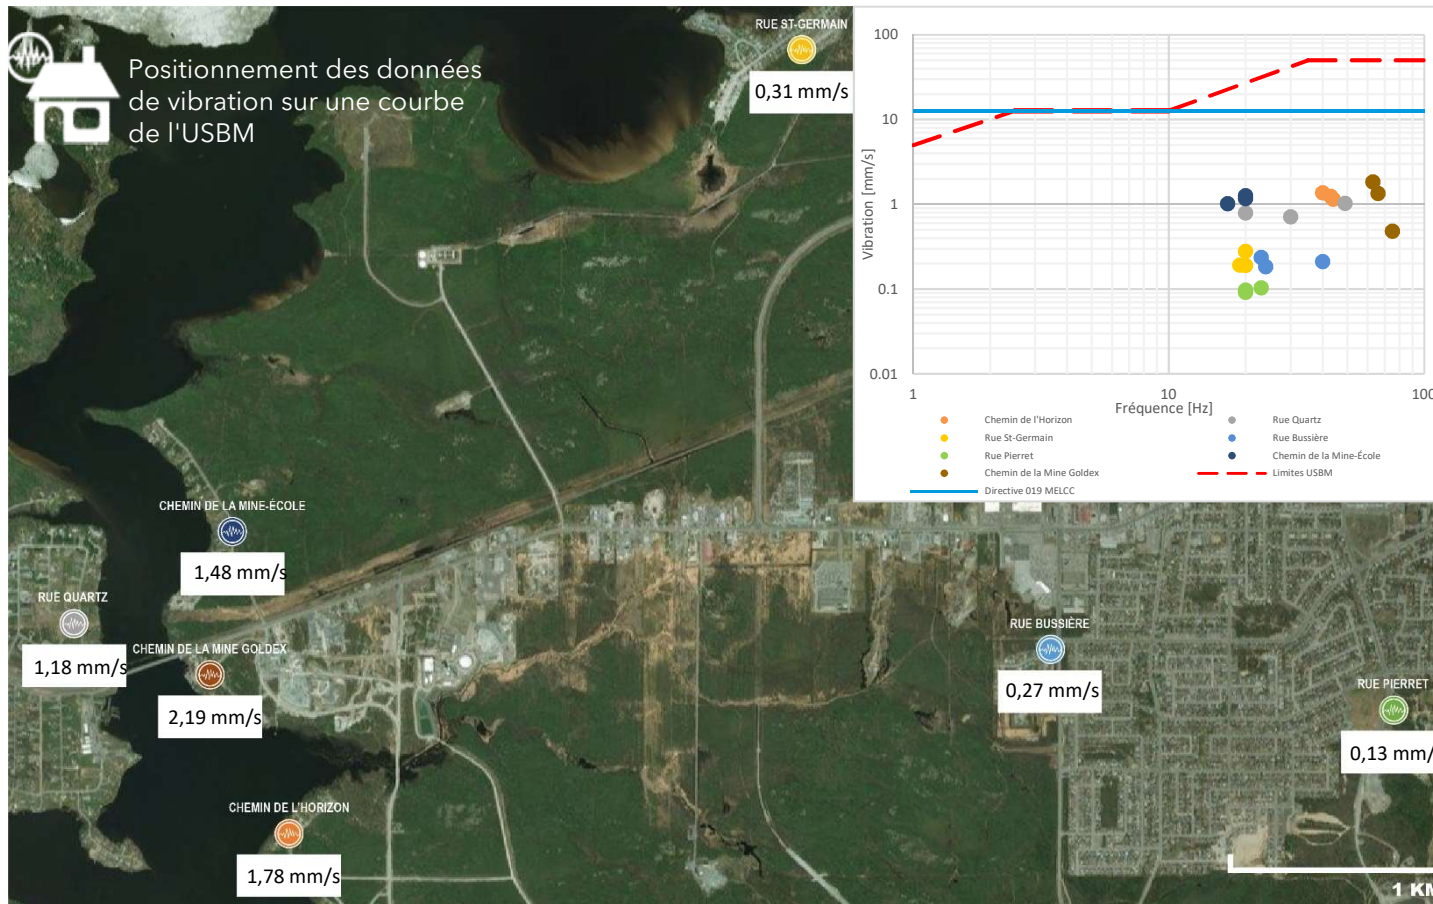 Positionnement des données
de vibration sur une courbe
de l'USBM
RUE ST-GERMAIN
0,31 mm/s
100
10
1
0.1
0.01
Vibration [mm/s]
1
10
100
Fréquence [Hz]
Chemin de l'Horizon
Rue Quartz
Rue St-Germain
Rue Bussière
Rue Pierret
Chemin de la Mine-École
Chemin de la Mine Goldex
Limites USBM
Directive 019 MELCC
CHEMIN DE LA MINE-ÉCOLE
1,48 mm/s
RUE QUARTZ
1,18 mm/s
CHEMIN DE LA MINE GOLDEX
2,19 mm/s
RUE BUSSIÈRE
0,27 mm/s
RUE PIERRET
0,13 mm/
CHEMIN DE L'HORIZON
1,78 mm/s
1 KM